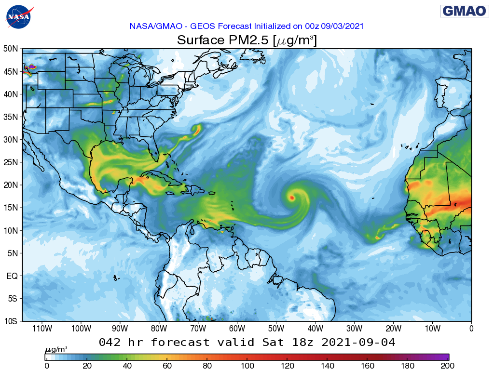 NASA
GMAO
NASA/GMAO - GEOS Forecast Initialized on 00z 09/03/2021
Surface PM2.5 [μg/m³]
50N
45N
40N
35N
30N
25N
20N
15N
10N
5N
EQ
5S
10S
110W 100W 90W 80W 70W 60W 50W 40W 30W 20W 10W 0
042 hr forecast valid Sat 18z 2021-09-04
μg/m³
0 20 40 60 80 100 120 140 160 180 200